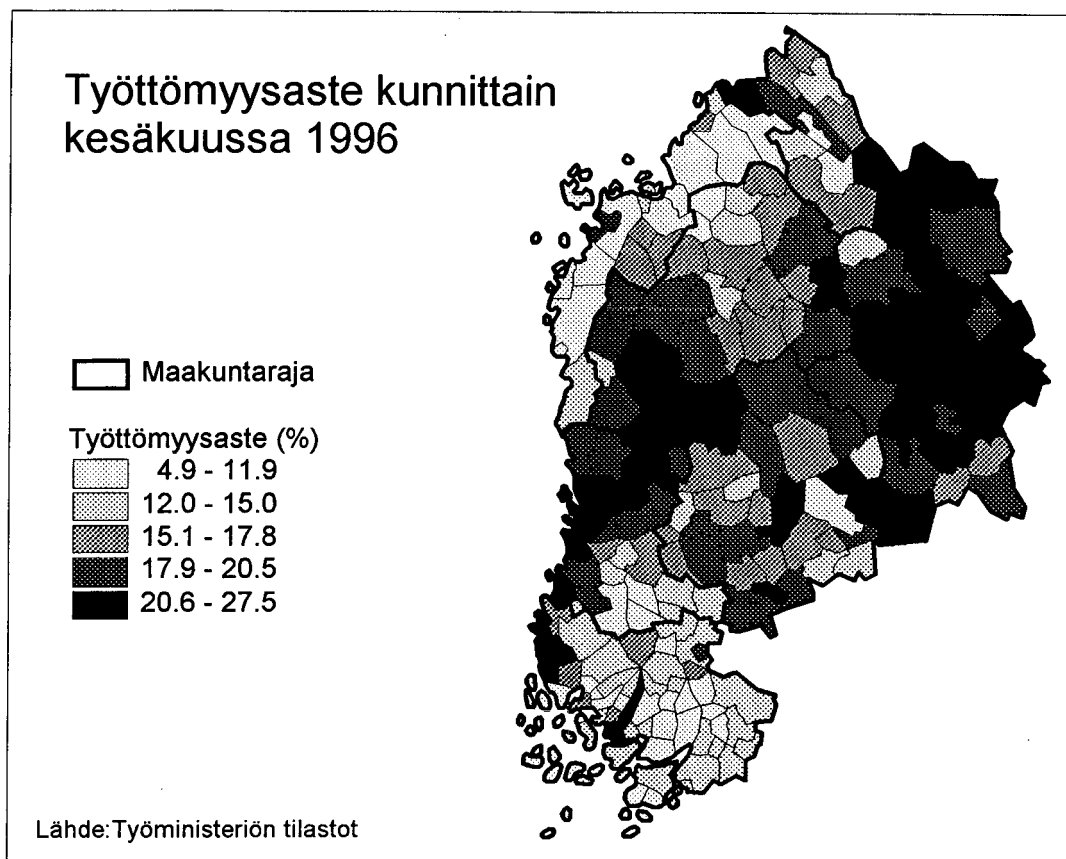 Työttömyysaste kunnittain
kesäkuussa 1996
Maakuntaraja
Työttömyysaste (%)
4.9 - 11.9
12.0 - 15.0
15.1 - 17.8
17.9 - 20.5
20.6 - 27.5
Lähde:Työministeriön tilastot